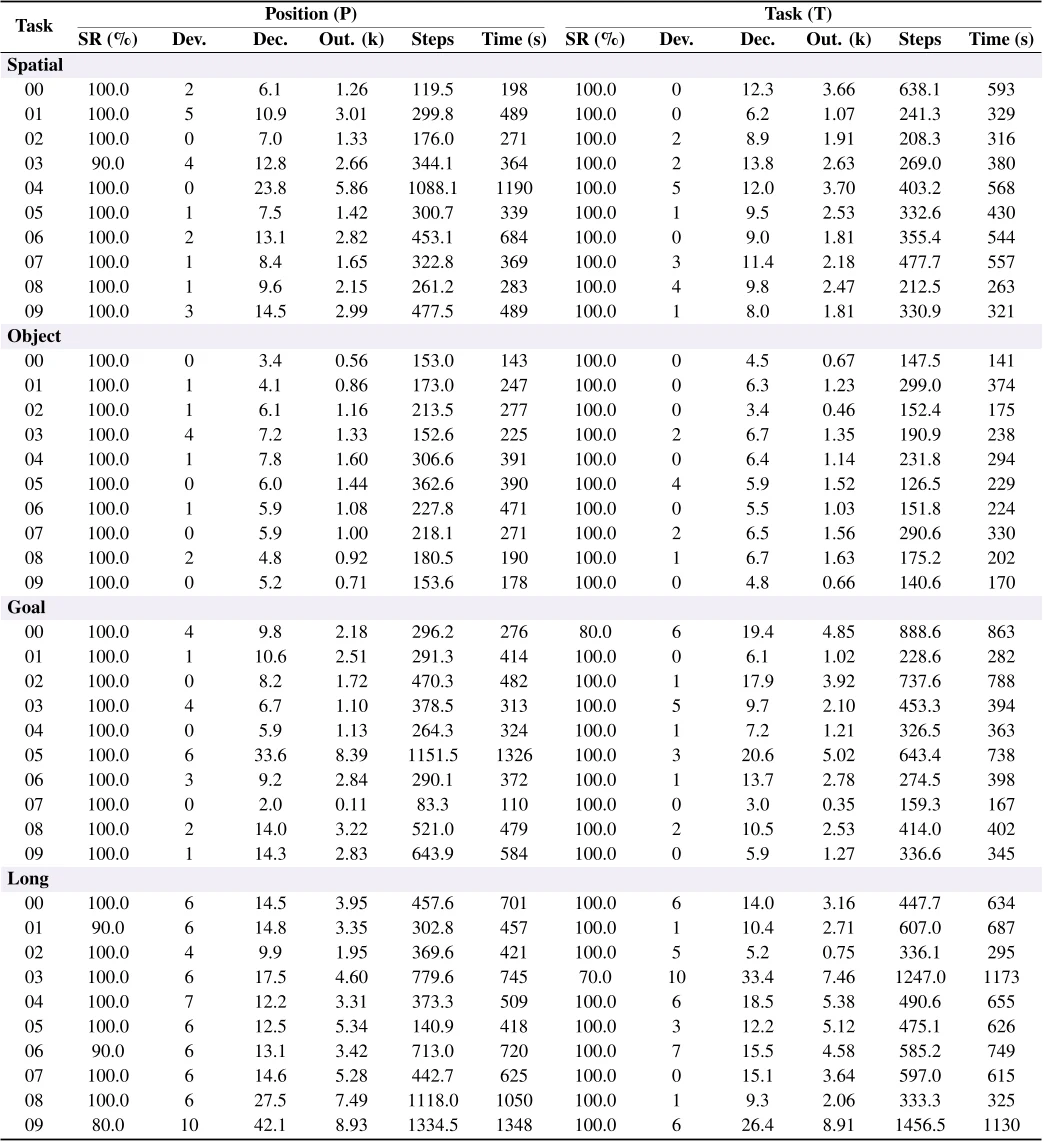 Task Position (P) Task (T)
SR (%) Dev. Dec. Out. (k) Steps Time (s) SR (%) Dev. Dec. Out. (k) Steps Time (s)
Spatial
00 100.0 2 6.1 1.26 119.5 198 100.0 0 12.3 3.66 638.1 593
01 100.0 5 10.9 3.01 299.8 489 100.0 0 6.2 1.07 241.3 329
02 100.0 0 7.0 1.33 176.0 271 100.0 2 8.9 1.91 208.3 316
03 90.0 4 12.8 2.66 344.1 364 100.0 2 13.8 2.63 269.0 380
04 100.0 0 23.8 5.86 1088.1 1190 100.0 5 12.0 3.70 403.2 568
05 100.0 1 7.5 1.42 300.7 339 100.0 1 9.5 2.53 332.6 430
06 100.0 2 13.1 2.82 453.1 684 100.0 0 9.0 1.81 355.4 544
07 100.0 1 8.4 1.65 322.8 369 100.0 3 11.4 2.18 477.7 557
08 100.0 1 9.6 2.15 261.2 283 100.0 4 9.8 2.47 212.5 263
09 100.0 3 14.5 2.99 477.5 489 100.0 1 8.0 1.81 330.9 321
Object
00 100.0 0 3.4 0.56 153.0 143 100.0 0 4.5 0.67 147.5 141
01 100.0 1 4.1 0.86 173.0 247 100.0 0 6.3 1.23 299.0 374
02 100.0 1 6.1 1.16 213.5 277 100.0 0 3.4 0.46 152.4 175
03 100.0 4 7.2 1.33 152.6 225 100.0 2 6.7 1.35 190.9 238
04 100.0 1 7.8 1.60 306.6 391 100.0 0 6.4 1.14 231.8 294
05 100.0 0 6.0 1.44 362.6 390 100.0 4 5.9 1.52 126.5 229
06 100.0 1 5.9 1.08 227.8 471 100.0 0 5.5 1.03 151.8 224
07 100.0 0 5.9 1.00 218.1 271 100.0 2 6.5 1.56 290.6 330
08 100.0 2 4.8 0.92 180.5 190 100.0 1 6.7 1.63 175.2 202
09 100.0 0 5.2 0.71 153.6 178 100.0 0 4.8 0.66 140.6 170
Goal
00 100.0 4 9.8 2.18 296.2 276 80.0 6 19.4 4.85 888.6 863
01 100.0 1 10.6 2.51 291.3 414 100.0 0 6.1 1.02 228.6 282
02 100.0 0 8.2 1.72 470.3 482 100.0 1 17.9 3.92 737.6 788
03 100.0 4 6.7 1.10 378.5 313 100.0 5 9.7 2.10 453.3 394
04 100.0 0 5.9 1.13 264.3 324 100.0 1 7.2 1.21 326.5 363
05 100.0 6 33.6 8.39 1151.5 1326 100.0 3 20.6 5.02 643.4 738
06 100.0 3 9.2 2.84 290.1 372 100.0 1 13.7 2.78 274.5 398
07 100.0 0 2.0 0.11 83.3 110 100.0 0 3.0 0.35 159.3 167
08 100.0 2 14.0 3.22 521.0 479 100.0 2 10.5 2.53 414.0 402
09 100.0 1 14.3 2.83 643.9 584 100.0 0 5.9 1.27 336.6 345
Long
00 100.0 6 14.5 3.95 457.6 701 100.0 6 14.0 3.16 447.7 634
01 90.0 6 14.8 3.35 302.8 457 100.0 1 10.4 2.71 607.0 687
02 100.0 4 9.9 1.95 369.6 421 100.0 5 5.2 0.75 336.1 295
03 100.0 6 17.5 4.60 779.6 745 70.0 10 33.4 7.46 1247.0 1173
04 100.0 7 12.2 3.31 373.3 509 100.0 6 18.5 5.38 490.6 655
05 100.0 6 12.5 5.34 140.9 418 100.0 3 12.2 5.12 475.1 626
06 90.0 6 13.1 3.42 713.0 720 100.0 7 15.5 4.58 585.2 749
07 100.0 6 14.6 5.28 442.7 625 100.0 0 15.1 3.64 597.0 615
08 100.0 6 27.5 7.49 1118.0 1050 100.0 1 9.3 2.06 333.3 325
09 80.0 10 42.1 8.93 1334.5 1348 100.0 6 26.4 8.91 1456.5 1130